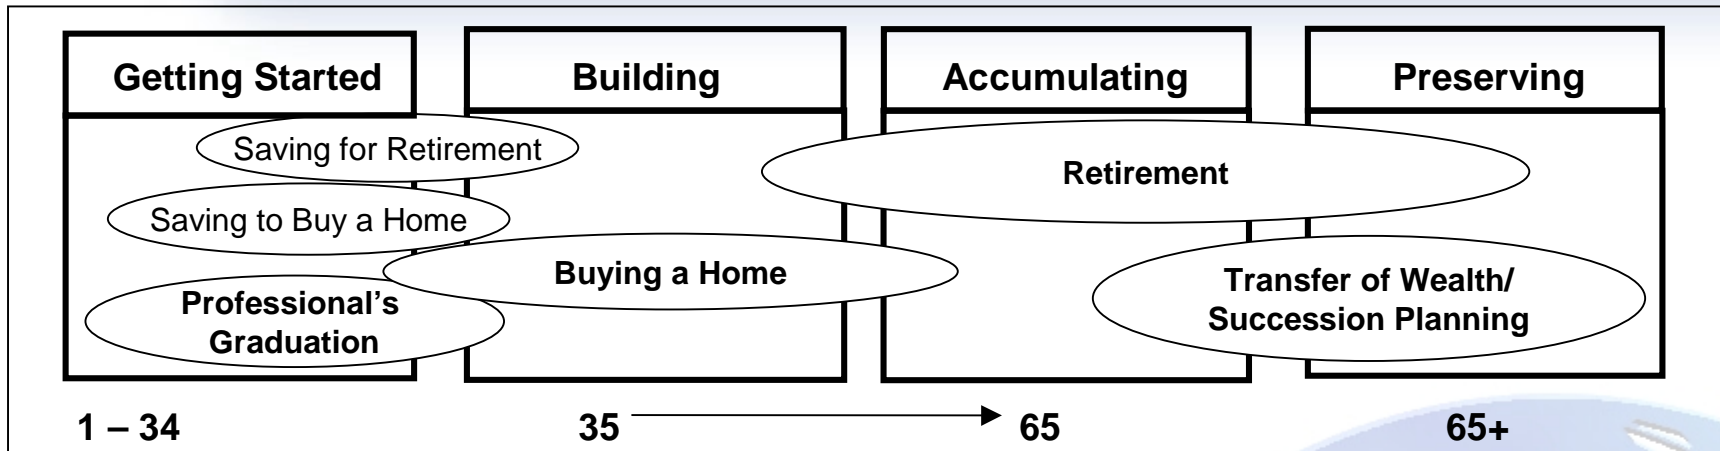 Getting Started
Building
Accumulating
Preserving
Saving for Retirement
Saving to Buy a Home
Professional’s
Graduation
Buying a Home
Retirement
Transfer of Wealth/
Succession Planning
1 – 34
35
65
65+